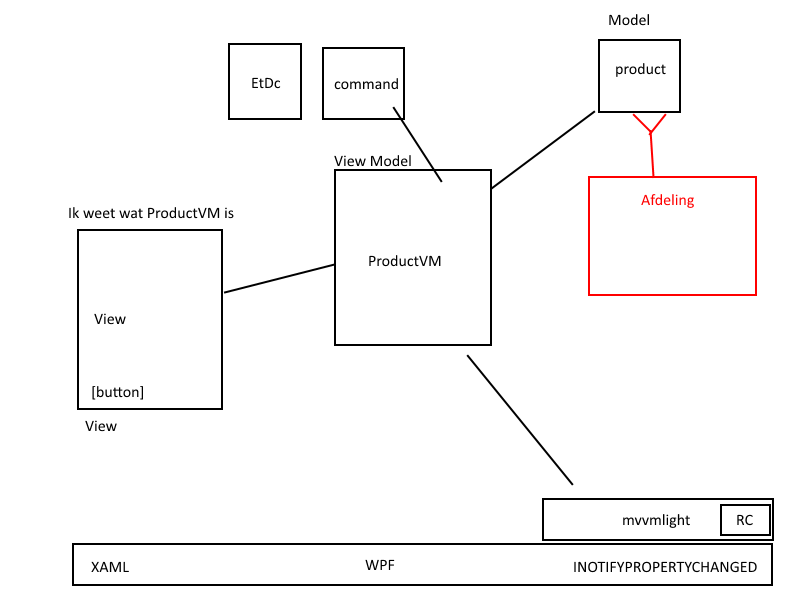 Model
EtDc
command
product
View Model
Afdeling
Ik weet wat ProductVM is
ProductVM
View
[button]
View
mvvmlight
RC
XAML
WPF
INOTIFYPROPERTYCHANGED